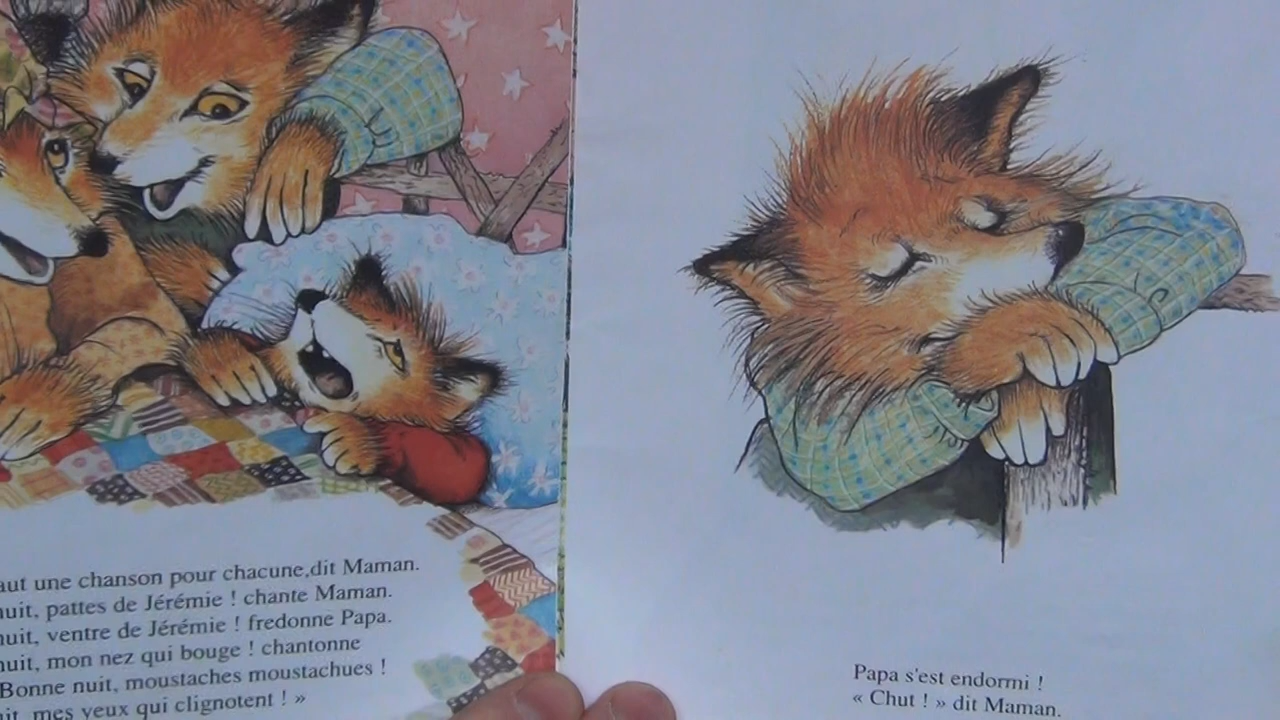 aut une chanson pour chacune,dit Maman.
nuit, pattes de Jérémie ! chante Maman.
nuit, ventre de Jérémie ! fredonne Papa.
nuit, mon nez qui bouge ! chantonne
Bonne nuit, moustaches moustachues !
uit, mes yeux qui clignotent ! »
Papa s'est endormi !
« Chut ! » dit Maman.